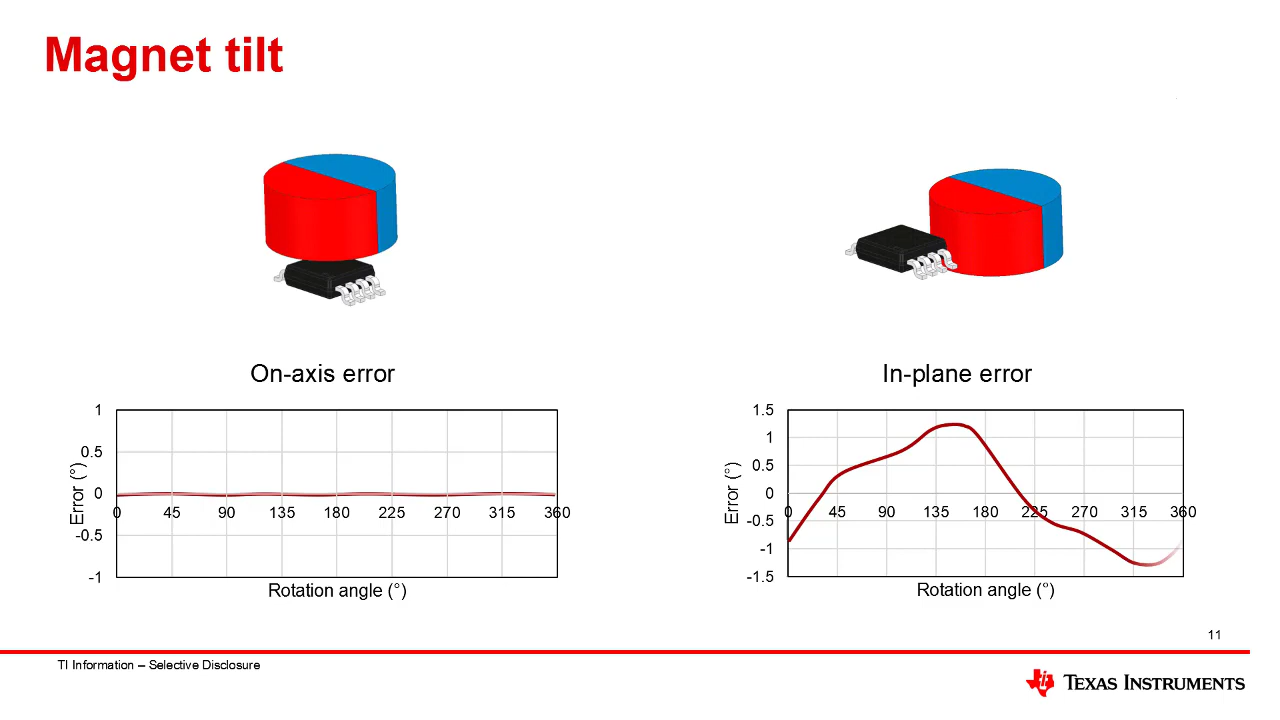 Magnet tilt
On-axis error
1
0.5
0
-0.5
-1
Error (°)
0 45 90 135 180 225 270 315 360
Rotation angle (°)
In-plane error
1.5
1
0.5
0
-0.5
-1
-1.5
Error (°)
0 45 90 135 180 225 270 315 360
Rotation angle (°)
11
TI Information – Selective Disclosure
TEXAS INSTRUMENTS